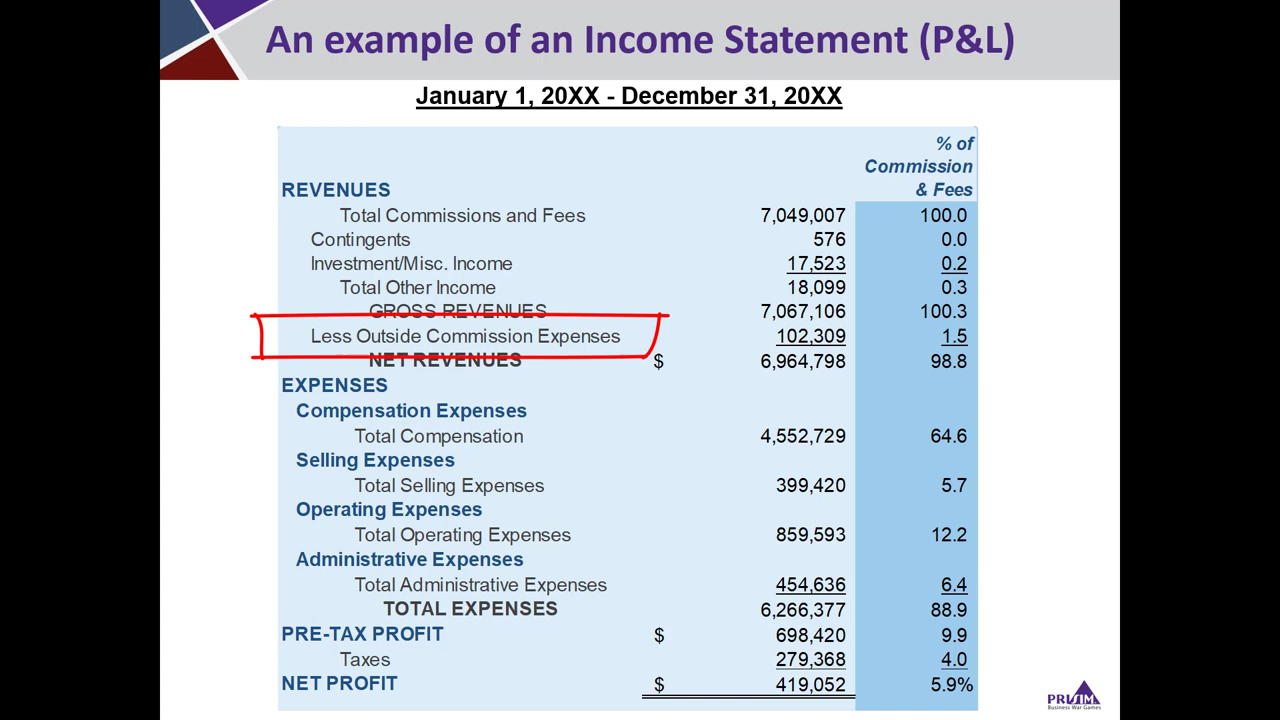 An example of an Income Statement (P&L)
January 1, 20XX - December 31, 20XX
% of
Commission
REVENUES & Fees
Total Commissions and Fees 7,049,007 100.0
Contingents 576 0.0
Investment/Misc. Income 17,523 0.2
Total Other Income 18,099 0.3
GROSS REVENUES 7,067,106 100.3
Less Outside Commission Expenses 102,309 1.5
NET REVENUES $ 6,964,798 98.8
EXPENSES
Compensation Expenses
Total Compensation 4,552,729 64.6
Selling Expenses
Total Selling Expenses 399,420 5.7
Operating Expenses
Total Operating Expenses 859,593 12.2
Administrative Expenses
Total Administrative Expenses 454,636 6.4
TOTAL EXPENSES 6,266,377 88.9
PRE-TAX PROFIT $ 698,420 9.9
Taxes 279,368 4.0
NET PROFIT $ 419,052 5.9%
PRISIM
Business War Games